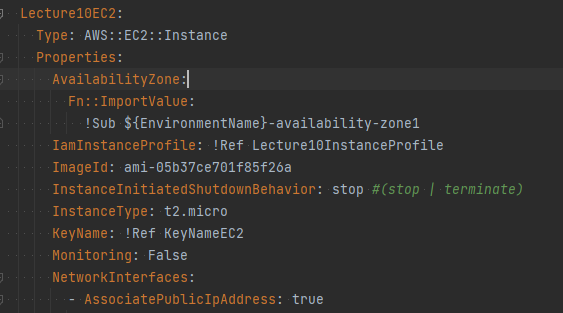 Lecture10EC2:
Type: AWS::EC2::Instance
Properties:
AvailabilityZone:
Fn::ImportValue:
!Sub ${EnvironmentName}-availability-zone1
IamInstanceProfile: !Ref Lecture10InstanceProfile
ImageId: ami-05b37ce701f85f26a
InstanceInitiatedShutdownBehavior: stop #(stop | terminate)
InstanceType: t2.micro
KeyName: !Ref KeyNameEC2
Monitoring: False
NetworkInterfaces:
- AssociatePublicIpAddress: true